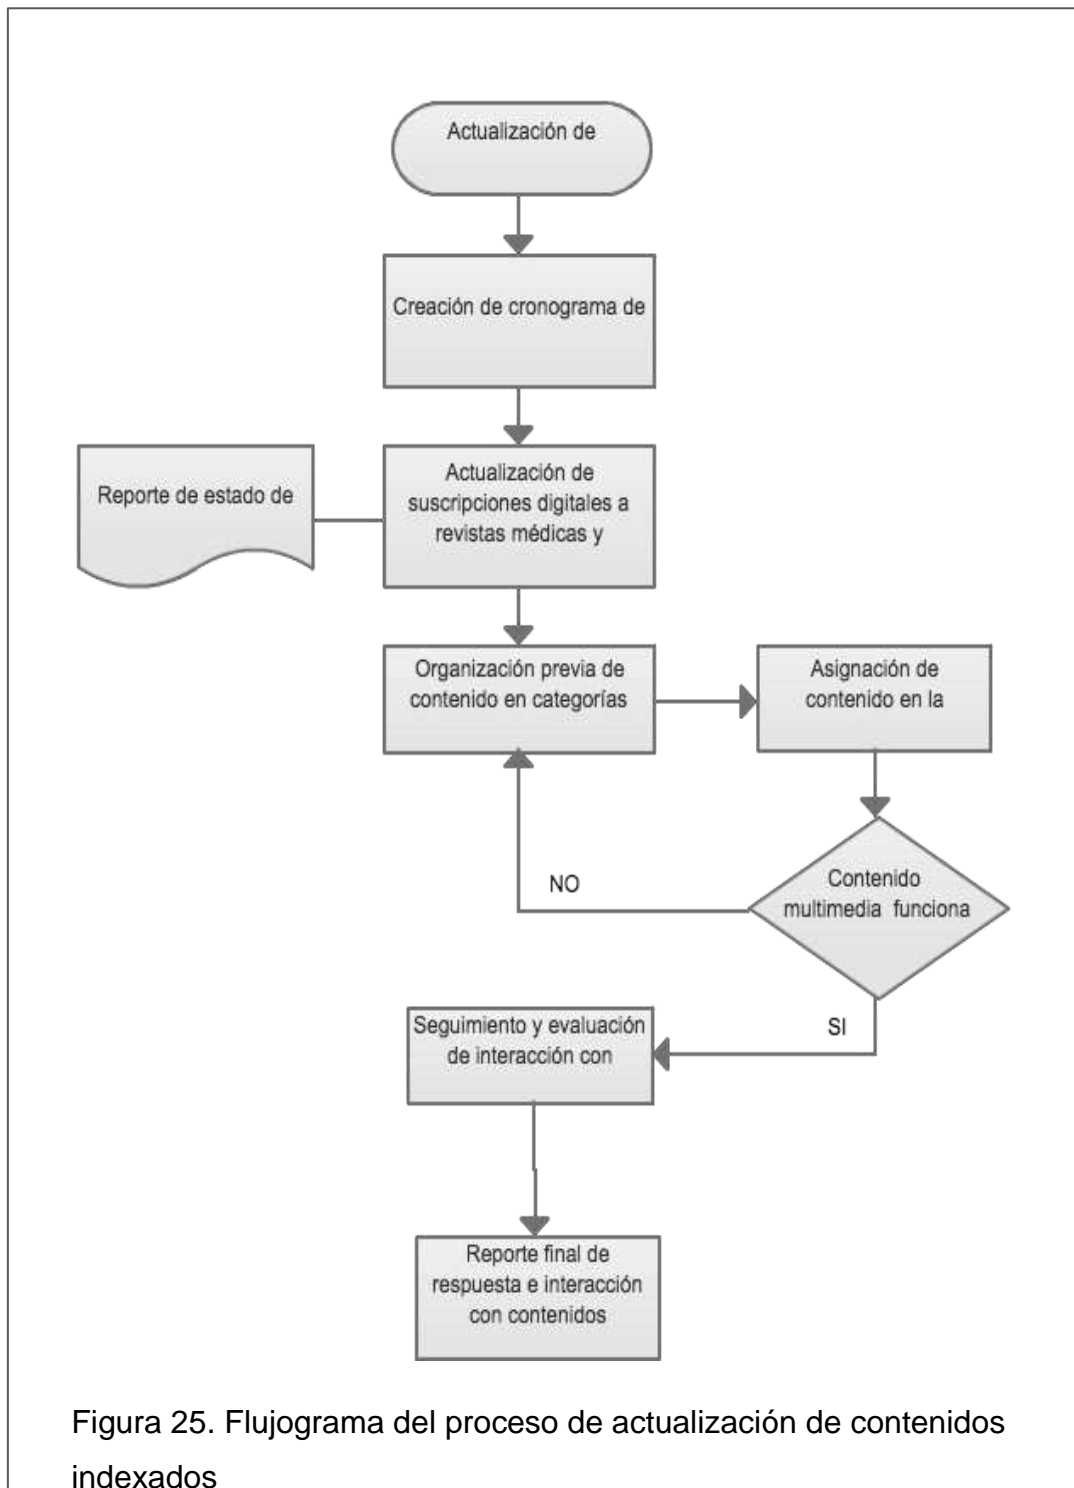 Actualización de
Creación de cronograma de
Reporte de estado de
Actualización de
suscripciones digitales a
revistas médicas y
Organización previa de
contenido en categorías
Asignación de
contenido en la
Contenido
multimedia funciona
NO
SI
Seguimiento y evaluación
de interacción con
Reporte final de
respuesta e interacción
con contenidos
Figura 25. Flujograma del proceso de actualización de contenidos
indexados